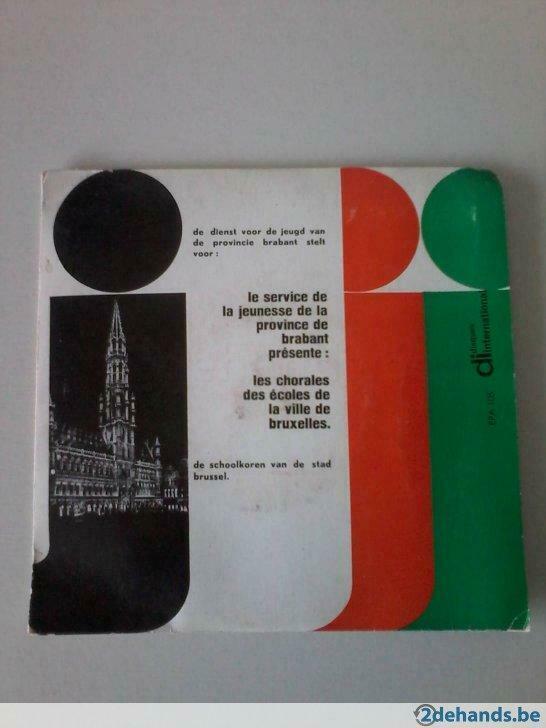 de dienst voor de jeugd van
de provincie brabant stelt
voor :
le service de
la jeunesse de la
province de
brabant
présente :
les chorales
des écoles de
la ville de
bruxelles.
de schoolkoren van de stad
brussel.
di disques
international
EPA 105
2dehands.be